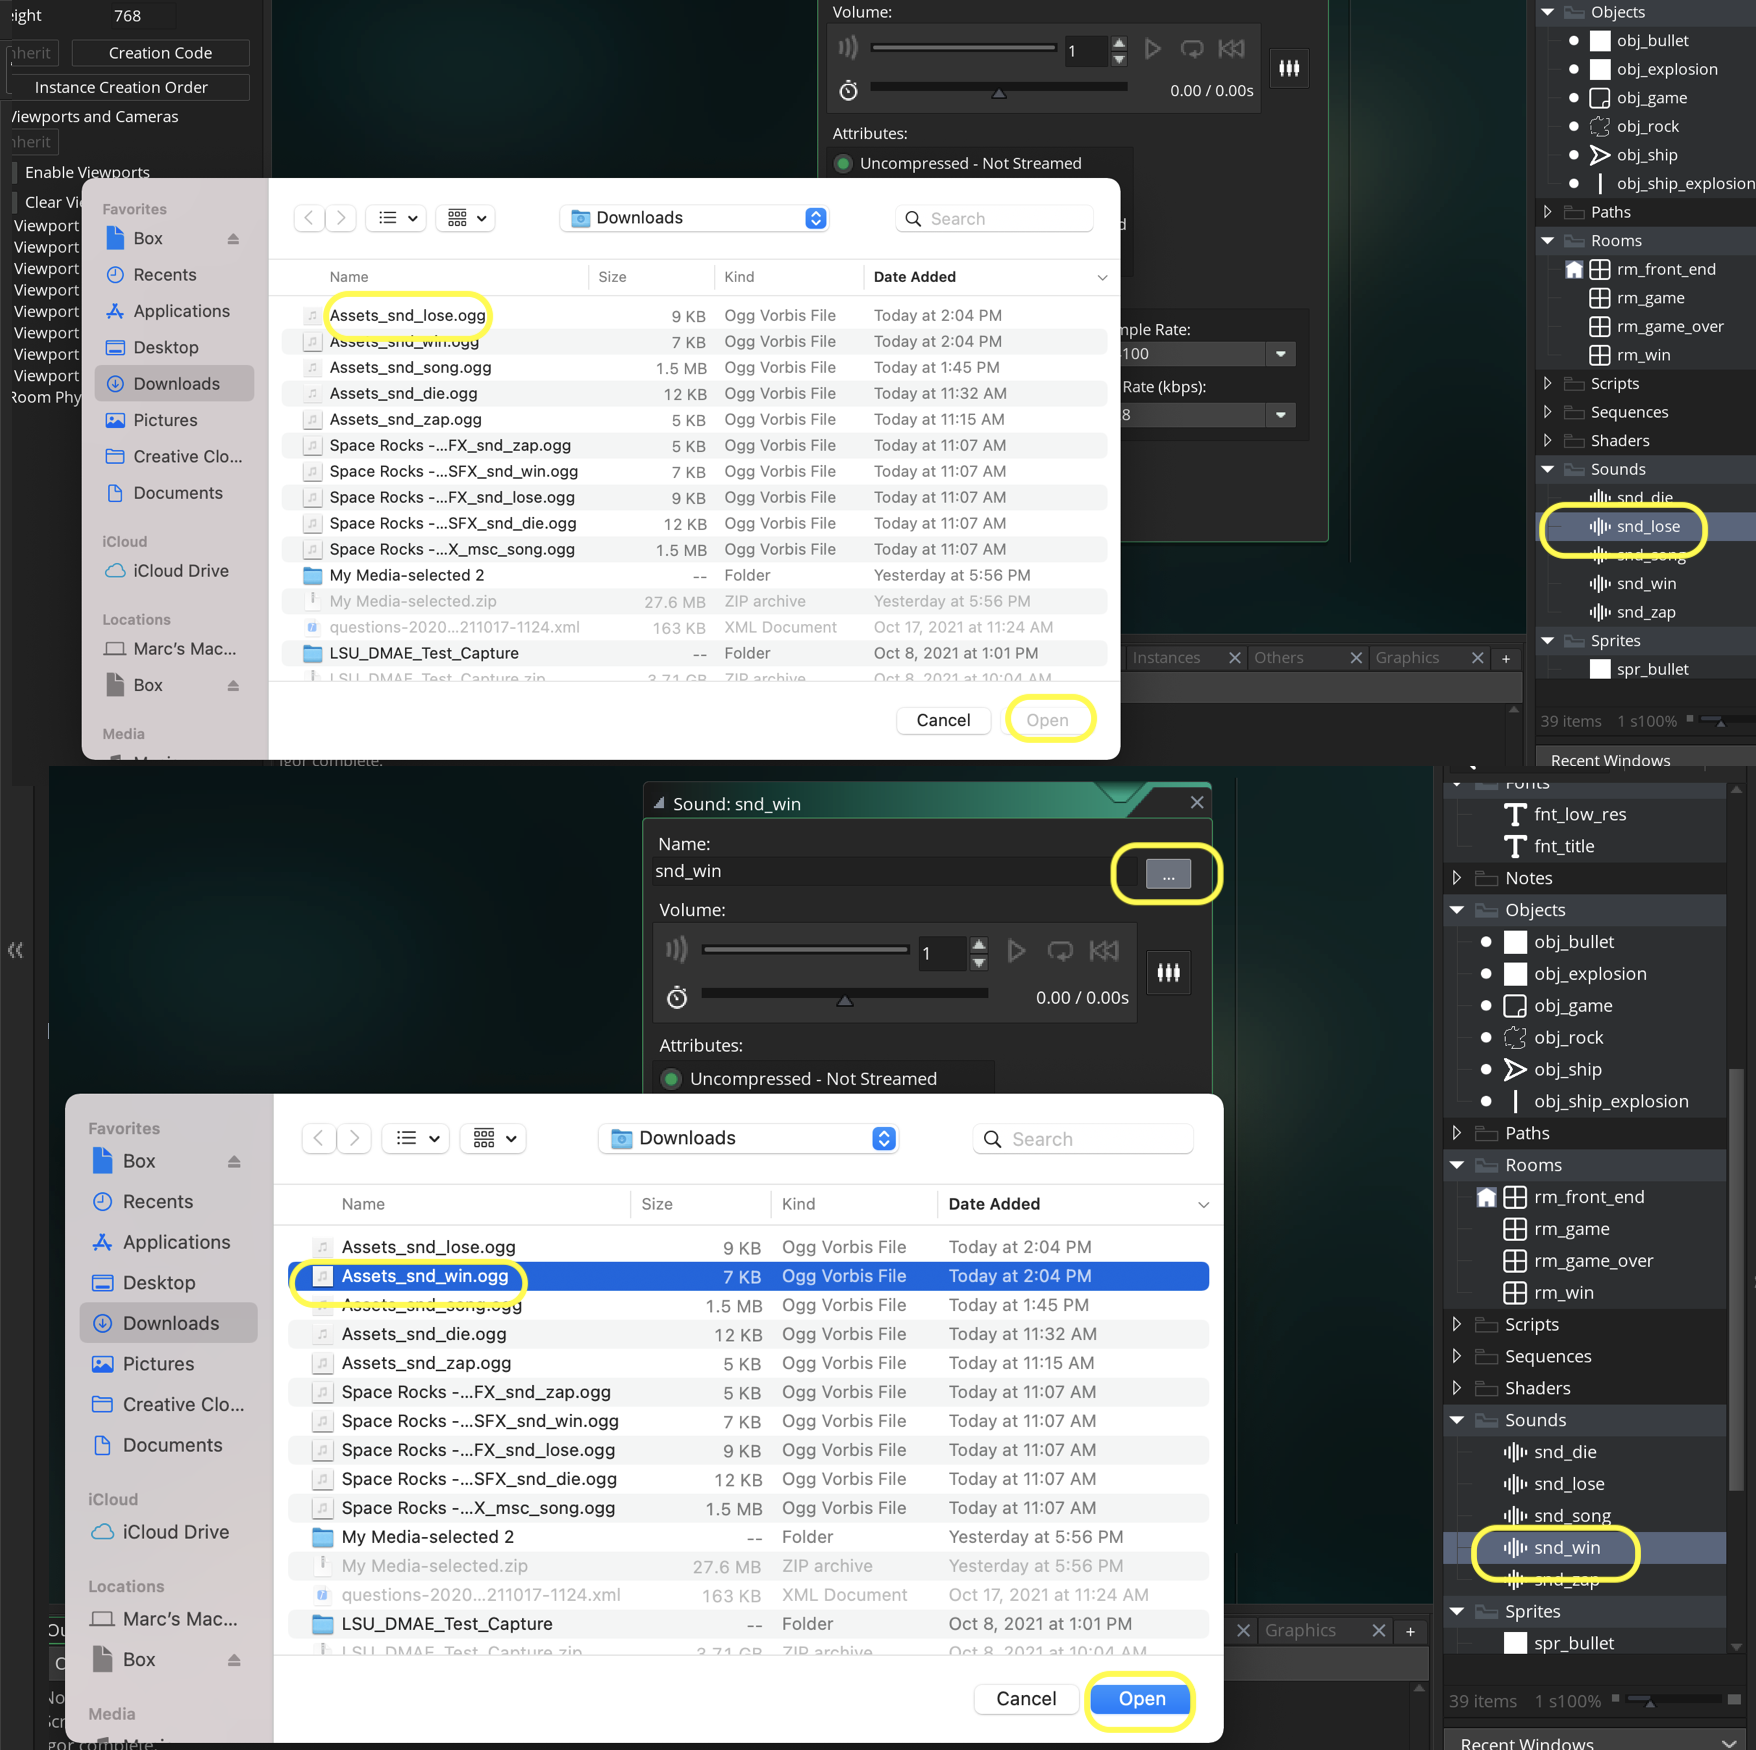 eight 768
nherit Creation Code
Instance Creation Order
Viewports and Cameras
nherit
Enable Viewports
Clear Vi
Viewport
Viewport
Viewport
Viewport
Viewport
Viewport
Viewport
Viewport
Room Phy
Volume:
1
0.00 / 0.00s
Attributes:
Uncompressed - Not Streamed
d
mple Rate:
100
Rate (kbps):
8
Favorites
Box
Recents
Applications
Desktop
Downloads
Pictures
Creative Clo...
Documents
iCloud
iCloud Drive
Locations
Marc's Mac...
Box
Media
Downloads
Search
Name Size Kind Date Added
Assets_snd_lose.ogg 9 KB Ogg Vorbis File Today at 2:04 PM
Assets_snd_win.ogg 7 KB Ogg Vorbis File Today at 2:04 PM
Assets_snd_song.ogg 1.5 MB Ogg Vorbis File Today at 1:45 PM
Assets_snd_die.ogg 12 KB Ogg Vorbis File Today at 11:32 AM
Assets_snd_zap.ogg 5 KB Ogg Vorbis File Today at 11:15 AM
Space Rocks -...FX_snd_zap.ogg 5 KB Ogg Vorbis File Today at 11:07 AM
Space Rocks -...SFX_snd_win.ogg 7 KB Ogg Vorbis File Today at 11:07 AM
Space Rocks -...FX_snd_lose.ogg 9 KB Ogg Vorbis File Today at 11:07 AM
Space Rocks -...SFX_snd_die.ogg 12 KB Ogg Vorbis File Today at 11:07 AM
Space Rocks -...X_msc_song.ogg 1.5 MB Ogg Vorbis File Today at 11:07 AM
My Media-selected 2 -- Folder Yesterday at 5:56 PM
My Media-selected.zip 27.6 MB ZIP archive Yesterday at 5:56 PM
questions-2020...211017-1124.xml 163 KB XML Document Oct 17, 2021 at 11:24 AM
LSU_DMAE_Test_Capture -- Folder Oct 8, 2021 at 1:01 PM
LSU_DMAE_Test_Capture.zip 3.71 GB ZIP archive Oct 8, 2021 at 10:04 AM
Cancel Open
Igor complete.
Instances Others Graphics +
Objects
obj_bullet
obj_explosion
obj_game
obj_rock
obj_ship
obj_ship_explosion
Paths
Rooms
rm_front_end
rm_game
rm_game_over
rm_win
Scripts
Sequences
Shaders
Sounds
snd_die
snd_lose
snd_song
snd_win
snd_zap
Sprites
spr_bullet
39 items 1 s100%
Recent Windows
Sound: snd_win
Name:
snd_win ...
Volume:
1
0.00 / 0.00s
Attributes:
Uncompressed - Not Streamed
Favorites
Box
Recents
Applications
Desktop
Downloads
Pictures
Creative Clo...
Documents
iCloud
iCloud Drive
Locations
Marc's Mac...
Box
Media
Downloads
Search
Name Size Kind Date Added
Assets_snd_lose.ogg 9 KB Ogg Vorbis File Today at 2:04 PM
Assets_snd_win.ogg 7 KB Ogg Vorbis File Today at 2:04 PM
Assets_snd_song.ogg 1.5 MB Ogg Vorbis File Today at 1:45 PM
Assets_snd_die.ogg 12 KB Ogg Vorbis File Today at 11:32 AM
Assets_snd_zap.ogg 5 KB Ogg Vorbis File Today at 11:15 AM
Space Rocks -...FX_snd_zap.ogg 5 KB Ogg Vorbis File Today at 11:07 AM
Space Rocks -...SFX_snd_win.ogg 7 KB Ogg Vorbis File Today at 11:07 AM
Space Rocks -...FX_snd_lose.ogg 9 KB Ogg Vorbis File Today at 11:07 AM
Space Rocks -...SFX_snd_die.ogg 12 KB Ogg Vorbis File Today at 11:07 AM
Space Rocks -...X_msc_song.ogg 1.5 MB Ogg Vorbis File Today at 11:07 AM
My Media-selected 2 -- Folder Yesterday at 5:56 PM
My Media-selected.zip 27.6 MB ZIP archive Yesterday at 5:56 PM
questions-2020...211017-1124.xml 163 KB XML Document Oct 17, 2021 at 11:24 AM
LSU_DMAE_Test_Capture -- Folder Oct 8, 2021 at 1:01 PM
LSU_DMAE_Test_Capture.zip 3.71 GB ZIP archive Oct 8, 2021 at 10:04 AM
Cancel Open
gor complete.
Graphics +
Fonts
fnt_low_res
fnt_title
Notes
Objects
obj_bullet
obj_explosion
obj_game
obj_rock
obj_ship
obj_ship_explosion
Paths
Rooms
rm_front_end
rm_game
rm_game_over
rm_win
Scripts
Sequences
Shaders
Sounds
snd_die
snd_lose
snd_song
snd_win
snd_zap
Sprites
spr_bullet
39 items 1 s100%
Recent Windows